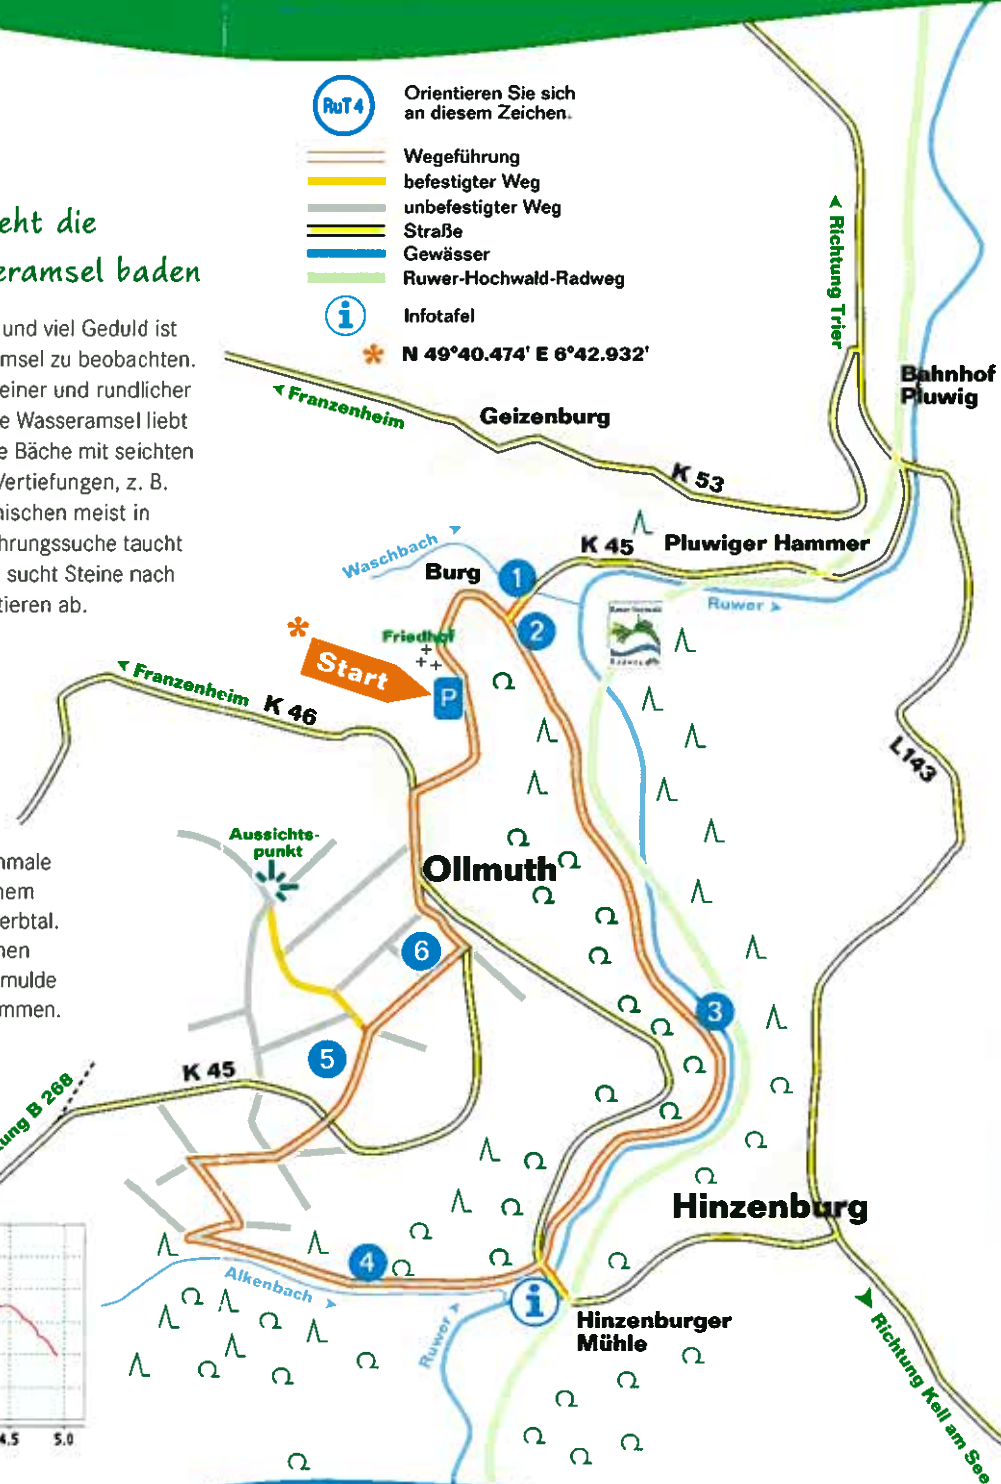 RuT 4
Orientieren Sie sich
an diesem Zeichen.
Wegeführung
befestigter Weg
unbefestigter Weg
Straße
Gewässer
Ruwer-Hochwald-Radweg
i
Infotafel
* N 49°40.474' E 6°42.932'
eht die
eramsel baden
und viel Geduld ist
msel zu beobachten.
einer und rundlicher
e Wasseramsel liebt
e Bäche mit seichten
Vertiefungen, z. B.
nischen meist in
hrungssuche taucht
sucht Steine nach
tieren ab.
Richtung Trier
Bahnhof
Pluwig
Franzenheim
Geizenburg
K 53
K 45
Pluwiger Hammer
Waschbach
Burg
1
2
Ruwer
Friedhof
*
Start
P
Franzenheim
K 46
L143
Aussichts-
punkt
Ollmuth
nmale
nem
erbtal.
nen
mulde
mmen.
6
3
5
K 45
tung B 268
Hinzenburg
4
Alkenbach
i
Ruwer
Hinzenburger
Mühle
Richtung Kell am See
4.5
5.0